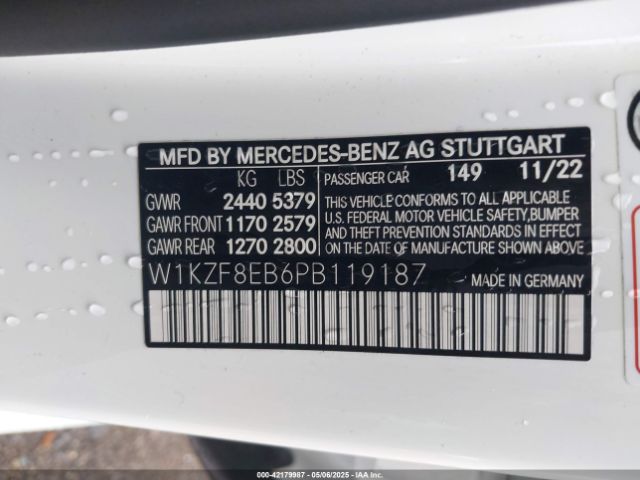 MFD BY MERCEDES-BENZ AG STUTTGART
KG LBS PASSENGER CAR 149 11/22
GVWR 2440 5379
GAWR FRONT 1170 2579
GAWR REAR 1270 2800
THIS VEHICLE CONFORMS TO ALL APPLICABLE
U.S. FEDERAL MOTOR VEHICLE SAFETY, BUMPER
AND THEFT PREVENTION STANDARDS IN EFFECT
ON THE DATE OF MANUFACTURE SHOWN ABOVE.
W1KZF8EB6PB119187 MADE IN GERMANY
000-42179987 - 05/06/2025 - IAAI.COM